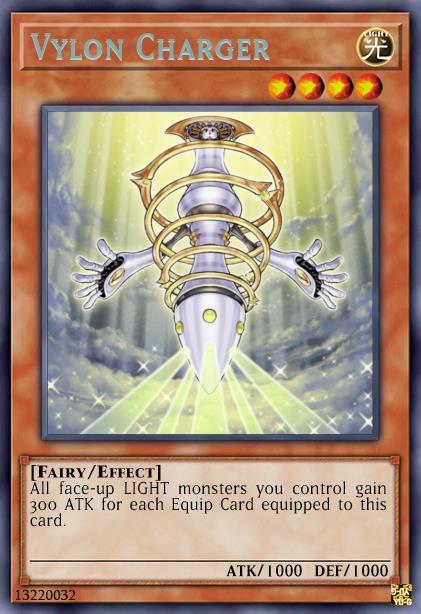 Vylon Charger
LIGHT
光
[Fairy/Effect]
All face-up LIGHT monsters you control gain
300 ATK for each Equip Card equipped to this
card.
ATK/1000 DEF/1000
13220032